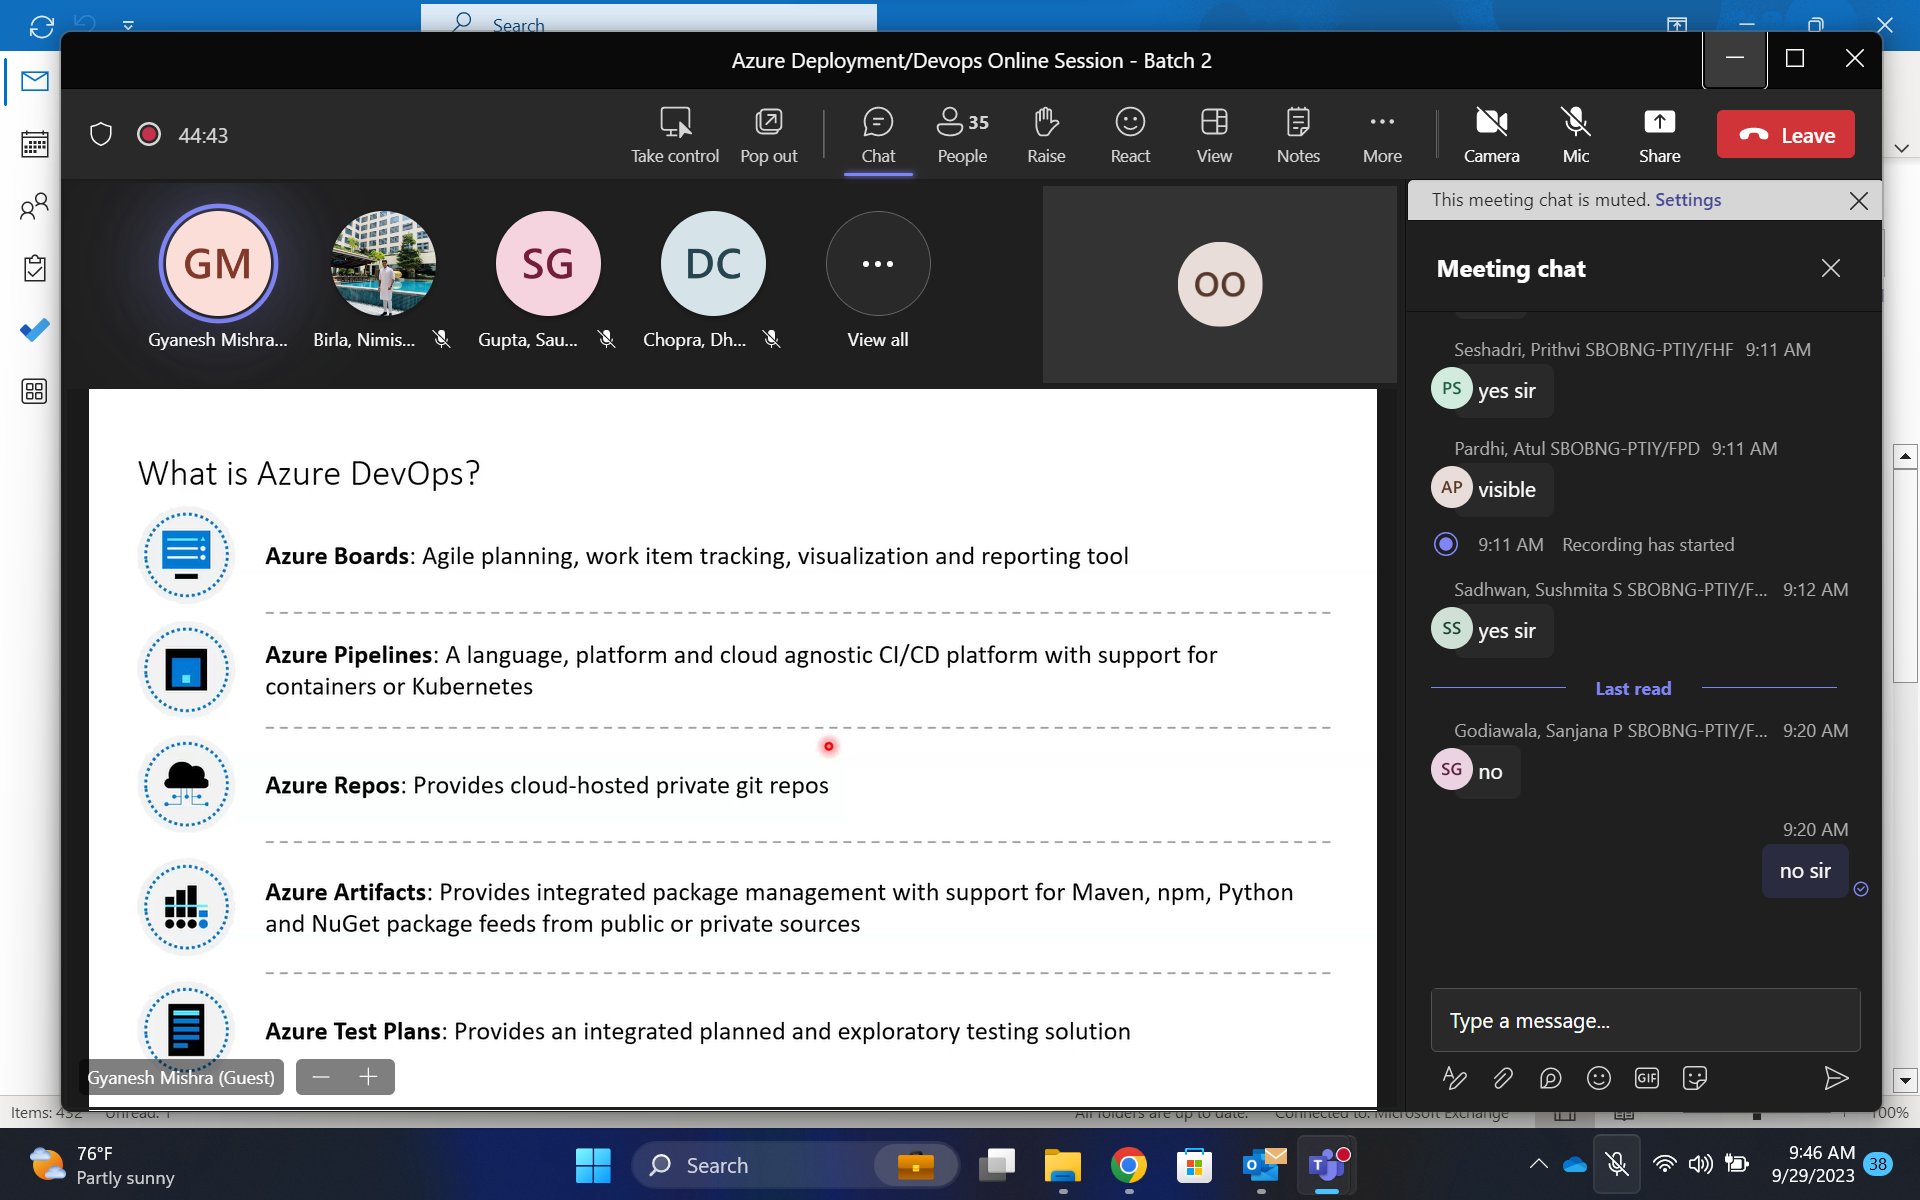 Search
Azure Deployment/Devops Online Session - Batch 2
44:43
Take control
Pop out
Chat
35
People
Raise
React
View
Notes
More
Camera
Mic
Share
Leave
GM
SG
DC
Gyanesh Mishra...
Birla, Nimis...
Gupta, Sau...
Chopra, Dh...
View all
OO
This meeting chat is muted. Settings
Meeting chat
Seshadri, Prithvi SBOBNG-PTIY/FHF 9:11 AM
PS
yes sir
Pardhi, Atul SBOBNG-PTIY/FPD 9:11 AM
AP
visible
9:11 AM Recording has started
Sadhwan, Sushmita S SBOBNG-PTIY/F... 9:12 AM
SS
yes sir
Last read
Godiawala, Sanjana P SBOBNG-PTIY/F... 9:20 AM
SG
no
9:20 AM
no sir
Type a message...
GIF
What is Azure DevOps?
Azure Boards: Agile planning, work item tracking, visualization and reporting tool
Azure Pipelines: A language, platform and cloud agnostic CI/CD platform with support for
containers or Kubernetes
Azure Repos: Provides cloud-hosted private git repos
Azure Artifacts: Provides integrated package management with support for Maven, npm, Python
and NuGet package feeds from public or private sources
Azure Test Plans: Provides an integrated planned and exploratory testing solution
Gyanesh Mishra (Guest)
Items: 452 Unread: 1
All folders are up to date. Connected to: Microsoft Exchange
100%
76°F
Partly sunny
Search
9:46 AM
9/29/2023
38